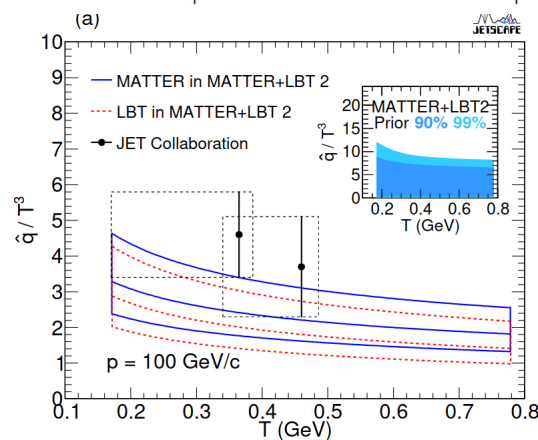 (a)
JETSCAPE
10
9
8
7
6
5
4
3
2
1
0
q̂ / T³
MATTER in MATTER+LBT 2
LBT in MATTER+LBT 2
JET Collaboration
MATTER+LBT2
Prior 90% 99%
20
15
10
5
0
q̂ / T³
0.2 0.4 0.6 0.8
T (GeV)
p = 100 GeV/c
0.1 0.2 0.3 0.4 0.5 0.6 0.7 0.8
T (GeV)